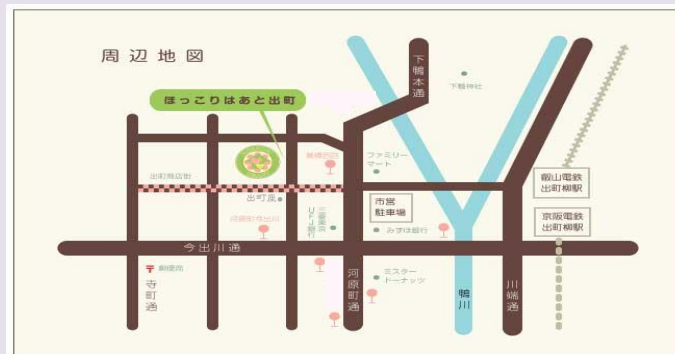 周辺地図
下鴨本通
下鴨神社
ほっこりはあと出町
ファミリー
マート
出町商店街
出町座
叡山電鉄
出町柳駅
市営
駐車場
京阪電鉄
出町柳駅
三菱東京
UFJ銀行
みずほ銀行
今出川通
郵便局
寺町通
河原町通
ミスター
ドーナッツ
鴨川
川端通